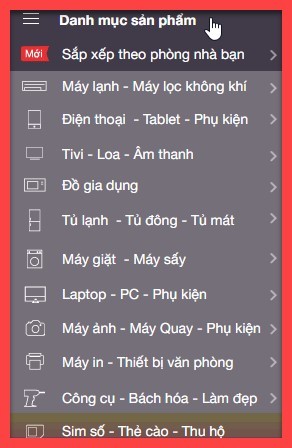 Danh mục sản phẩm
Mới Sắp xếp theo phòng nhà bạn
Máy lạnh - Máy lọc không khí
Điện thoại - Tablet - Phụ kiện
Tivi - Loa - Âm thanh
Đồ gia dụng
Tủ lạnh - Tủ đông - Tủ mát
Máy giặt - Máy sấy
Laptop - PC - Phụ kiện
Máy ảnh - Máy Quay - Phụ kiện
Máy in - Thiết bị văn phòng
Công cụ - Bách hóa - Làm đẹp
Sim số - Thẻ cào - Thu hộ